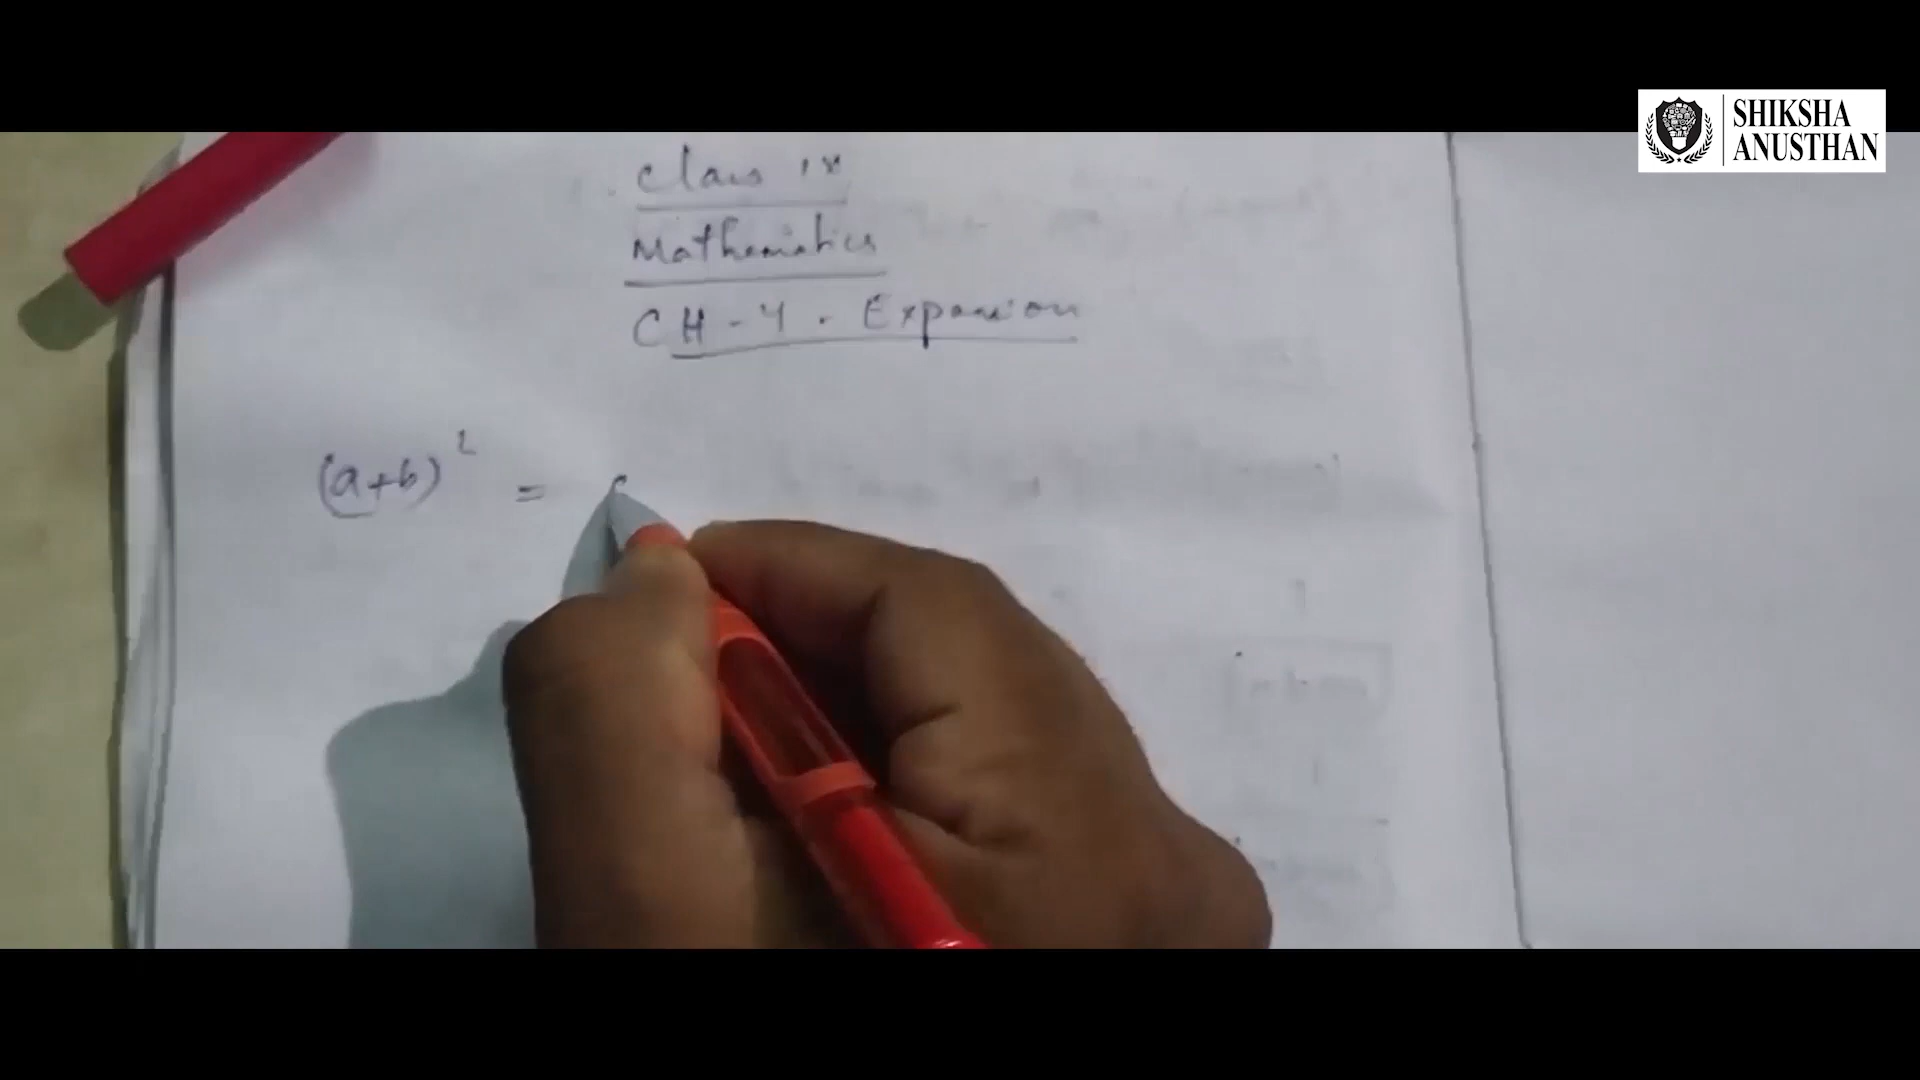 SHIKSHA
ANUSTHAN
Class IX
Mathematics
CH-4. Expansion
(a+b)² =